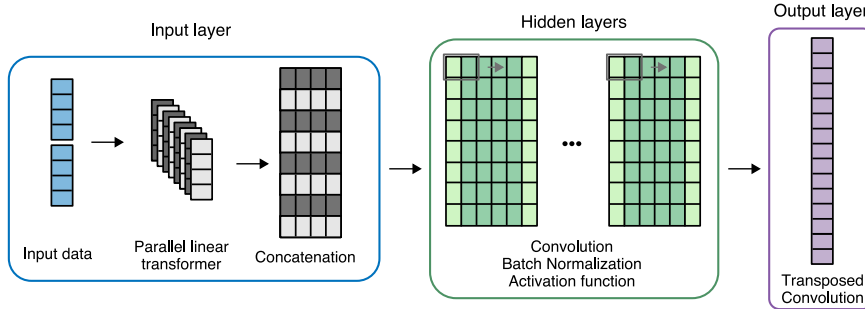 Input layer
Hidden layers
Output layer
Input data
Parallel linear
transformer
Concatenation
Convolution
Batch Normalization
Activation function
Transposed
Convolution